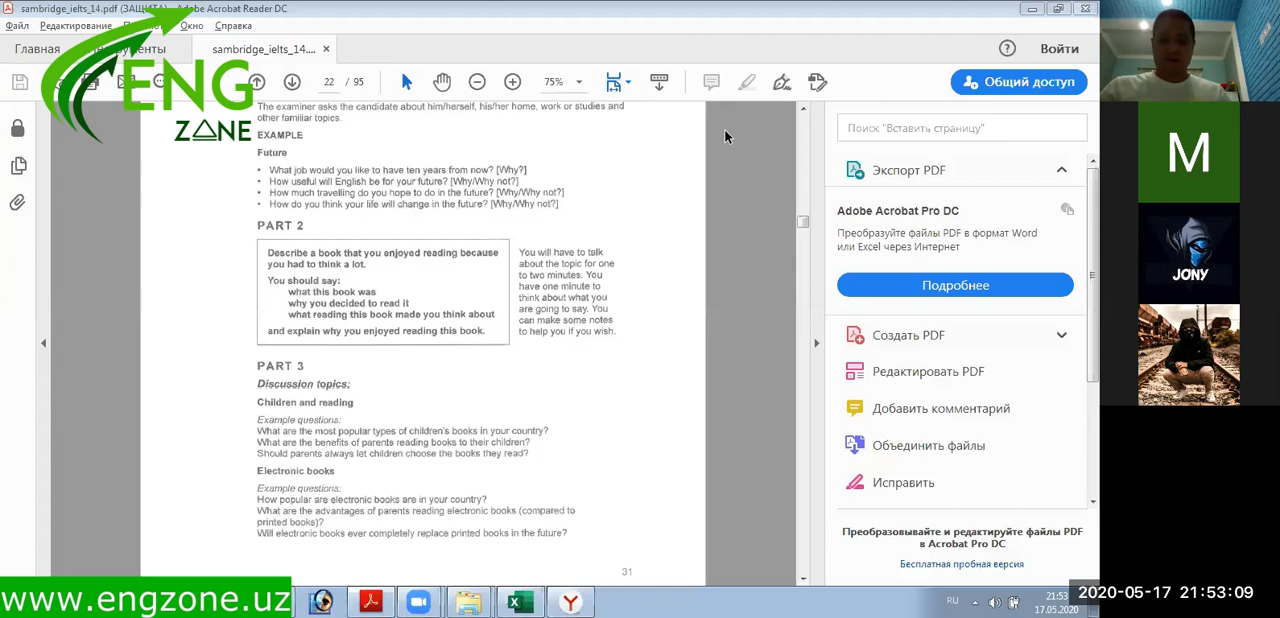 sambridge_ielts_14.pdf (ЗАЩИТА) - Adobe Acrobat Reader DC
Файл Редактирование Окно Справка
Главная Инструменты sambridge_ielts_14.... × Войти
22 / 95 75% Общий доступ
ENG
ZONE
The examiner asks the candidate about him/herself, his/her home, work or studies and
other familiar topics.
EXAMPLE
Future
• What job would you like to have ten years from now? [Why?]
• How useful will English be for your future? [Why/Why not?]
• How much travelling do you hope to do in the future? [Why/Why not?]
• How do you think your life will change in the future? [Why/Why not?]
PART 2
Describe a book that you enjoyed reading because
you had to think a lot.
You should say:
what this book was
why you decided to read it
what reading this book made you think about
and explain why you enjoyed reading this book.
You will have to talk
about the topic for one
to two minutes. You
have one minute to
think about what you
are going to say. You
can make some notes
to help you if you wish.
PART 3
Discussion topics:
Children and reading
Example questions:
What are the most popular types of children's books in your country?
What are the benefits of parents reading books to their children?
Should parents always let children choose the books they read?
Electronic books
Example questions:
How popular are electronic books are in your country?
What are the advantages of parents reading electronic books (compared to
printed books)?
Will electronic books ever completely replace printed books in the future?
31
Поиск "Вставить страницу"
Экспорт PDF
Adobe Acrobat Pro DC
Преобразуйте файлы PDF в формат Word
или Excel через Интернет
Подробнее
Создать PDF
Редактировать PDF
Добавить комментарий
Объединить файлы
Исправить
Преобразовывайте и редактируйте файлы PDF
в Acrobat Pro DC
Бесплатная пробная версия
M
JONY
www.engzone.uz
RU
21:53
17.05.2020
2020-05-17 21:53:09